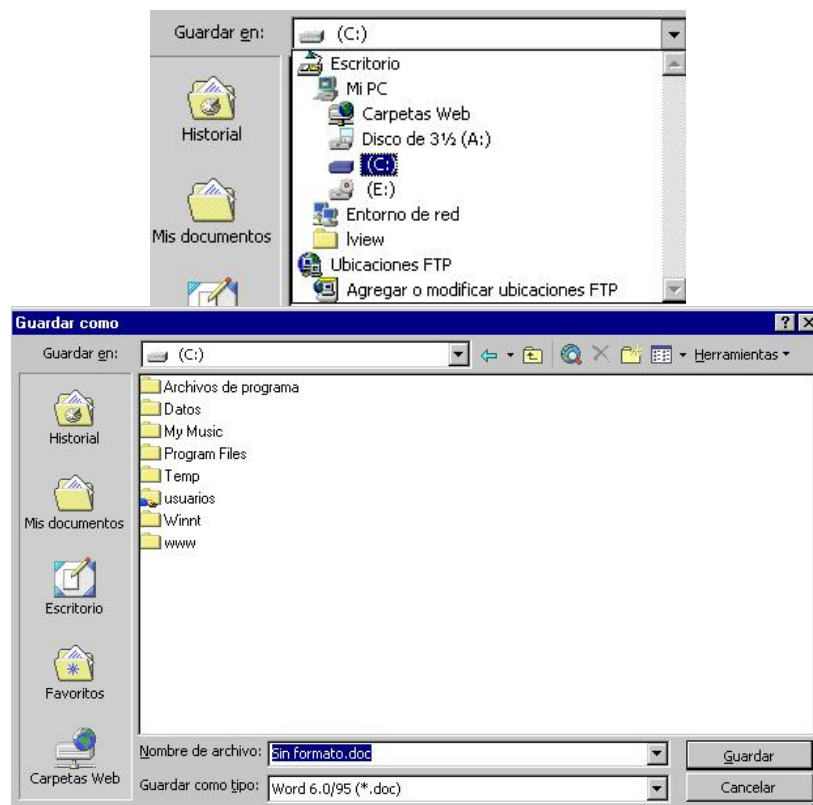 Guardar en: (C:)
Escritorio
Mi PC
Carpetas Web
Historial
Disco de 3½ (A:)
(C:)
(E:)
Entorno de red
Mis documentos
lview
Ubicaciones FTP
Agregar o modificar ubicaciones FTP
Guardar como
Guardar en: (C:) Herramientas
Archivos de programa
Datos
Historial
My Music
Program Files
Temp
usuarios
Mis documentos
Winnt
www
Escritorio
Favoritos
Nombre de archivo: Sin formato.doc Guardar
Carpetas Web
Guardar como tipo: Word 6.0/95 (*.doc) Cancelar